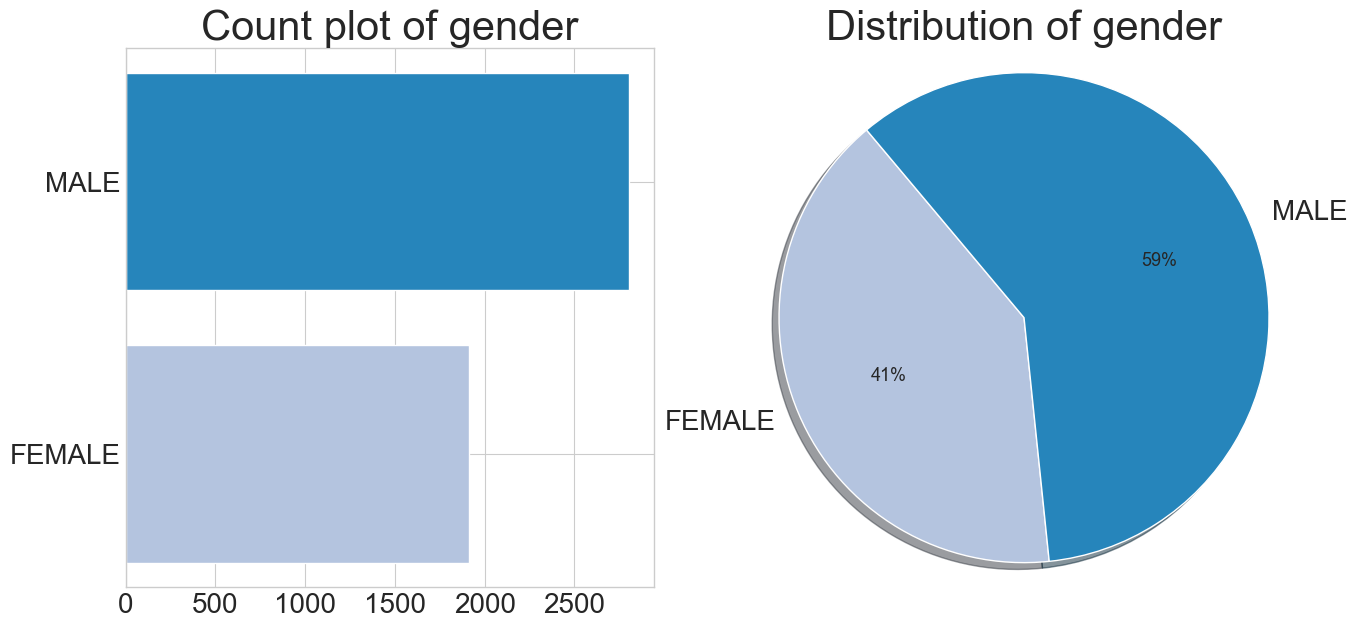 Count plot of gender
MALE
FEMALE
0 500 1000 1500 2000 2500
Distribution of gender
MALE
59%
41%
FEMALE